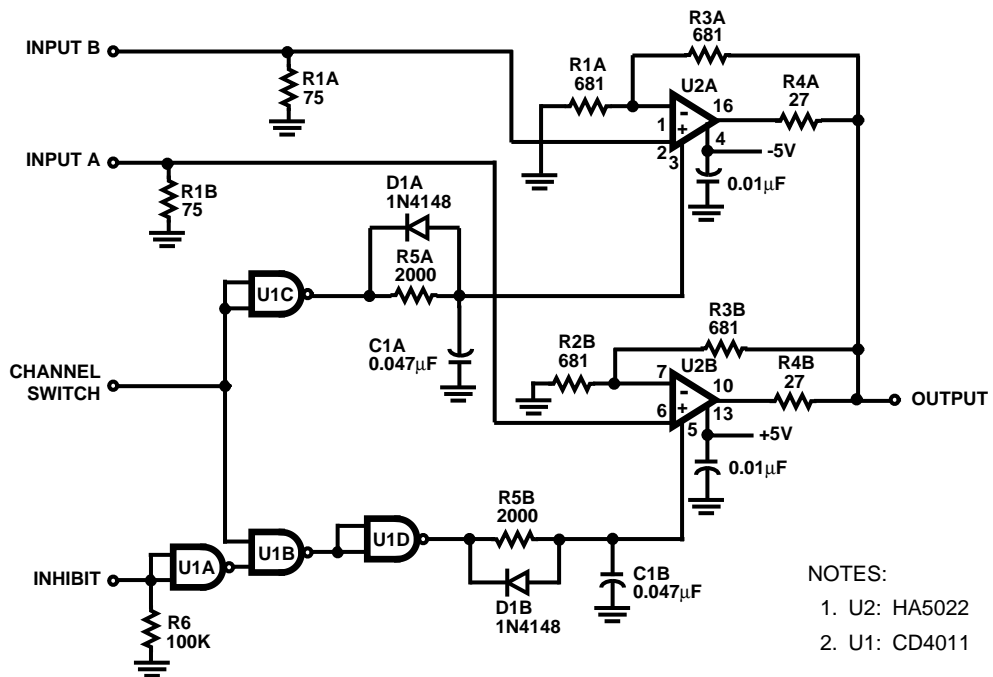 INPUT B
R1A
75
INPUT A
R1B
75
R3A
681
R1A
681
U2A
-
+
1
2
3
16
4
R4A
27
-5V
0.01μF
D1A
1N4148
R5A
2000
U1C
C1A
0.047μF
CHANNEL
SWITCH
R3B
681
R2B
681
U2B
-
+
7
6
5
10
13
R4B
27
OUTPUT
+5V
0.01μF
R5B
2000
U1D
U1B
U1A
INHIBIT
R6
100K
D1B
1N4148
C1B
0.047μF
NOTES:
1. U2: HA5022
2. U1: CD4011